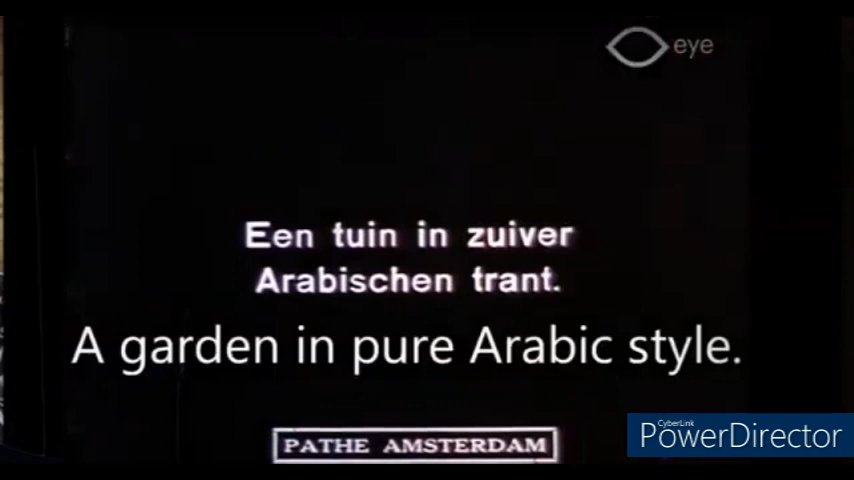 eye
Een tuin in zuiver
Arabischen trant.
A garden in pure Arabic style.
PATHE AMSTERDAM
CyberLink
PowerDirector